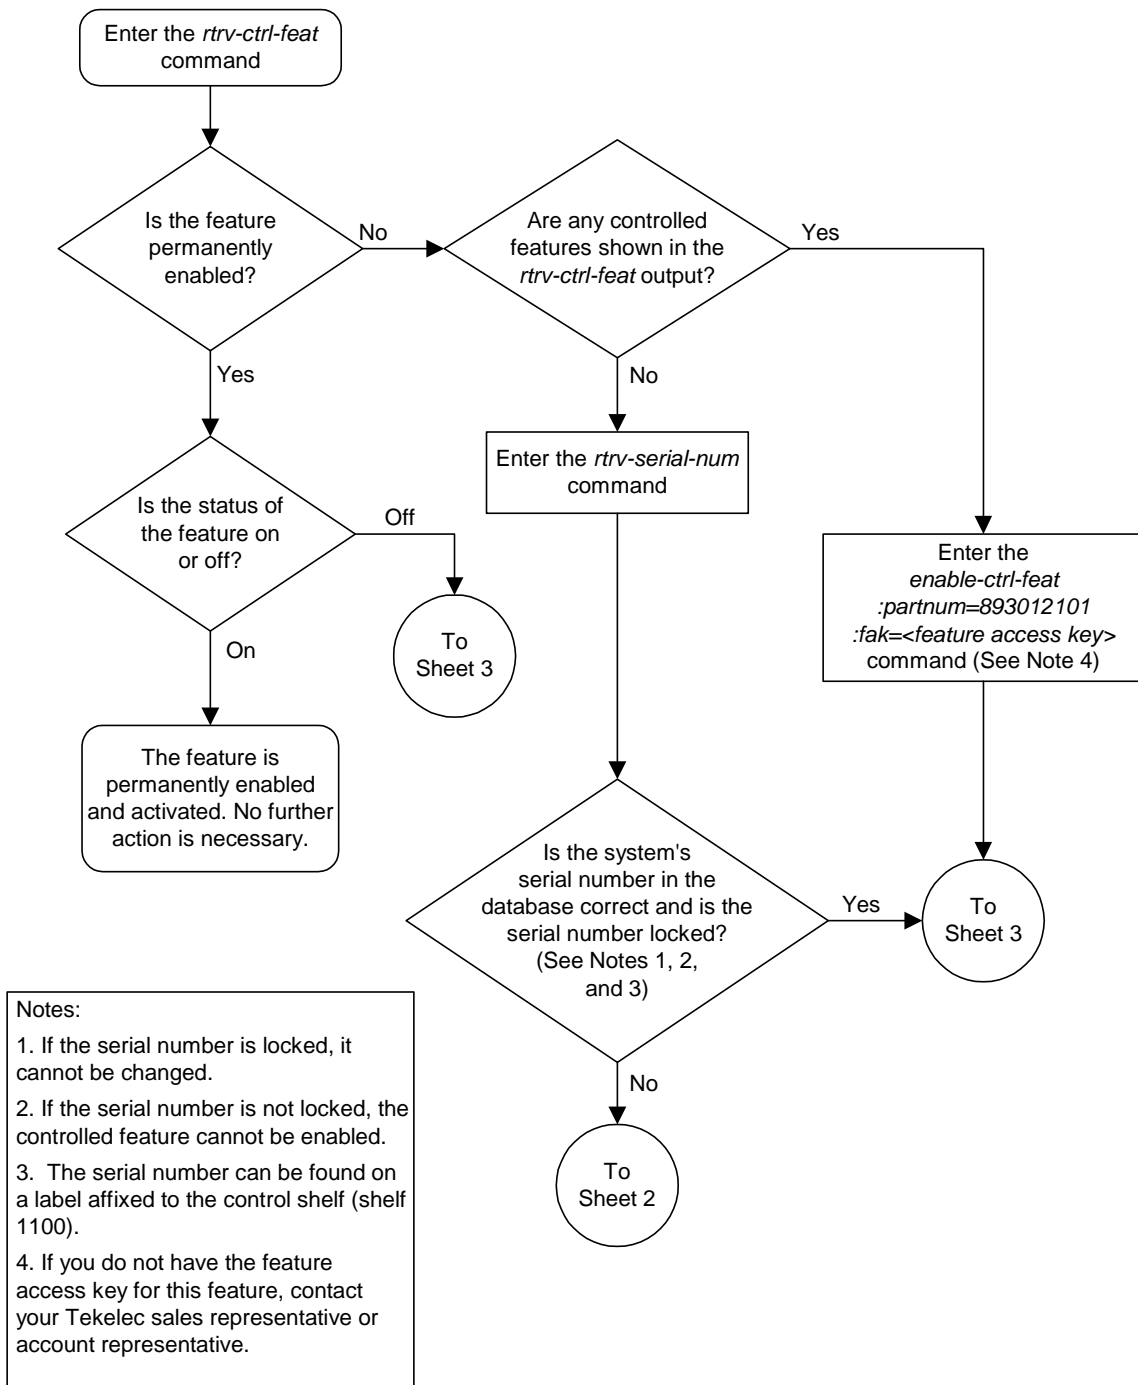 Enter the rtrv-ctrl-feat
command
Is the feature
permanently
enabled?
No
Are any controlled
features shown in the
rtrv-ctrl-feat output?
Yes
Yes
No
Is the status of
the feature on
or off?
Off
Enter the rtrv-serial-num
command
Enter the
enable-ctrl-feat
:partnum=893012101
:fak=<feature access key>
command (See Note 4)
To
Sheet 3
On
The feature is
permanently enabled
and activated. No further
action is necessary.
Is the system's
serial number in the
database correct and is the
serial number locked?
(See Notes 1, 2,
and 3)
Yes
To
Sheet 3
No
To
Sheet 2
Notes:
1. If the serial number is locked, it
cannot be changed.
2. If the serial number is not locked, the
controlled feature cannot be enabled.
3. The serial number can be found on
a label affixed to the control shelf (shelf
1100).
4. If you do not have the feature
access key for this feature, contact
your Tekelec sales representative or
account representative.